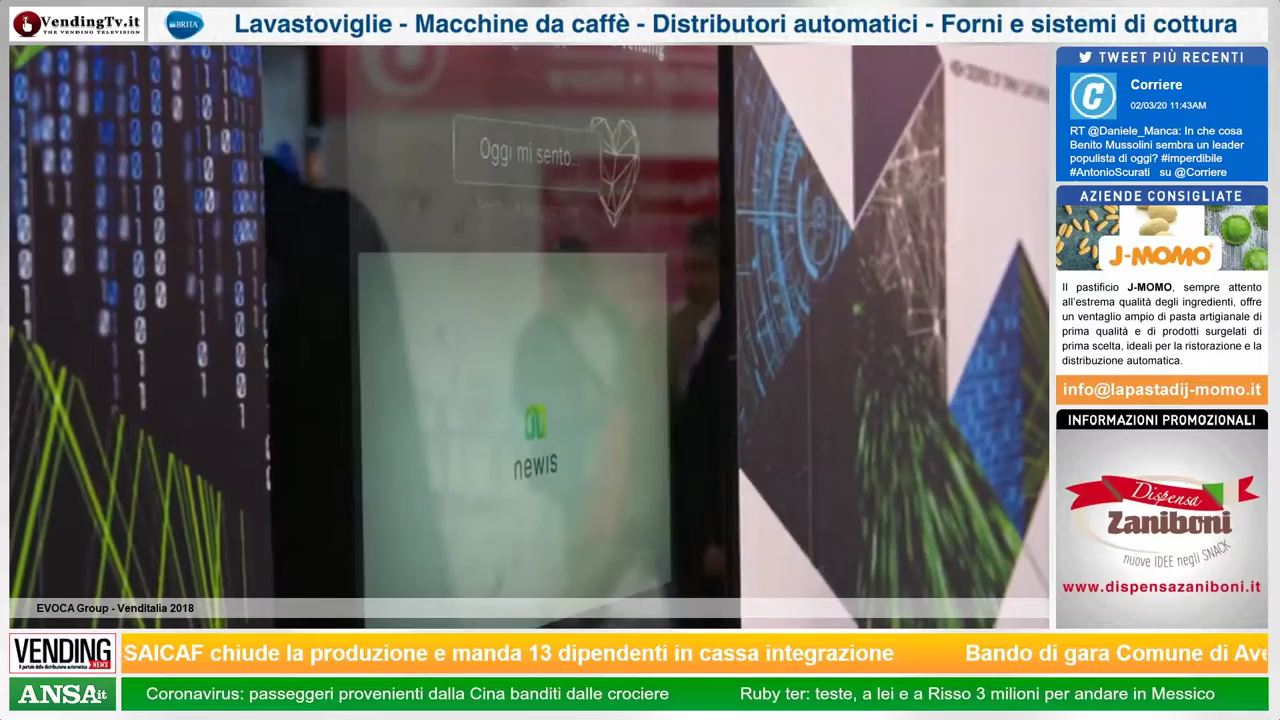 VendingTv.it
THE VENDING TELEVISION
BRITA
Lavastoviglie - Macchine da caffè - Distributori automatici - Forni e sistemi di cottura
Vending
Oggi mi sento...
newis
EVOCA Group - Venditalia 2018
TWEET PIÙ RECENTI
C
Corriere
02/03/20 11:43AM
RT @Daniele_Manca: In che cosa
Benito Mussolini sembra un leader
populista di oggi? #imperdibile
#AntonioScurati su @Corriere
AZIENDE CONSIGLIATE
J-MOMO
Il pastificio J-MOMO, sempre attento
all'estrema qualità degli ingredienti, offre
un ventaglio ampio di pasta artigianale di
prima qualità e di prodotti surgelati di
prima scelta, ideali per la ristorazione e la
distribuzione automatica.
info@lapastadij-momo.it
INFORMAZIONI PROMOZIONALI
Dispensa
Zaniboni
nuove IDEE negli SNACK
www.dispensazaniboni.it
VENDING
NEWS
Il portale della distribuzione automatica
SAICAF chiude la produzione e manda 13 dipendenti in cassa integrazione Bando di gara Comune di Ave
ANSA.it
Coronavirus: passeggeri provenienti dalla Cina banditi dalle crociere Ruby ter: teste, a lei e a Risso 3 milioni per andare in Messico